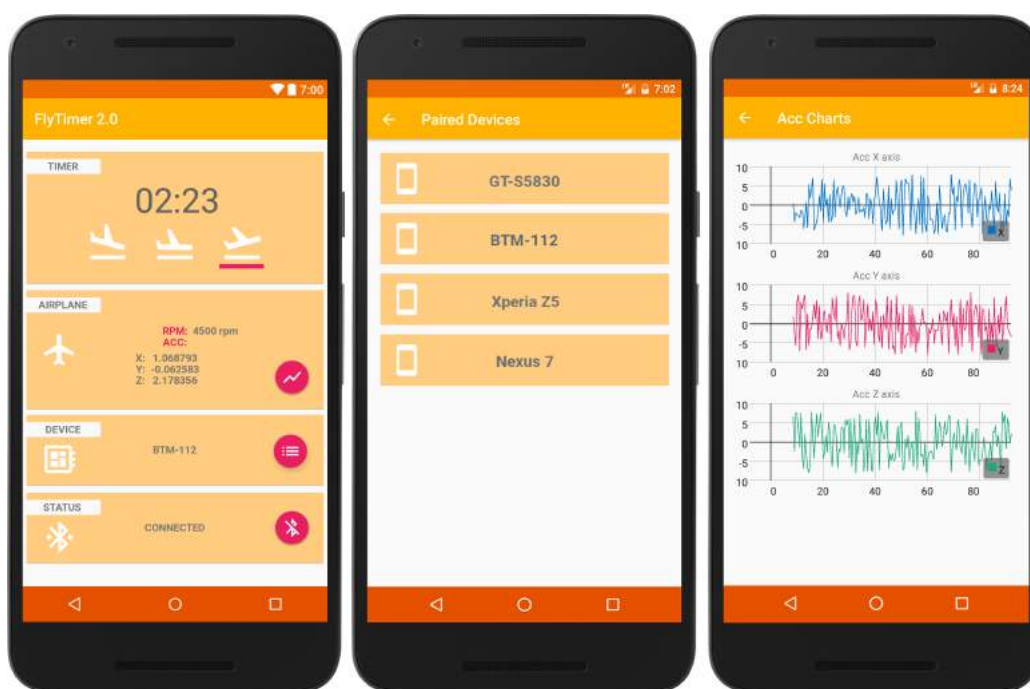 7:00
FlyTimer 2.0
TIMER
02:23
AIRPLANE
RPM: 4500 rpm
ACC:
X: 1.068793
Y: -0.062583
Z: 2.178356
DEVICE
BTM-112
STATUS
CONNECTED
7:02
Paired Devices
GT-S5830
BTM-112
Xperia Z5
Nexus 7
8:24
Acc Charts
Acc X axis
10
5
0
-5
10
0 20 40 60 80
X
Acc Y axis
10
5
0
-5
10
0 20 40 60 80
Y
Acc Z axis
10
5
0
-5
10
0 20 40 60 80
Z